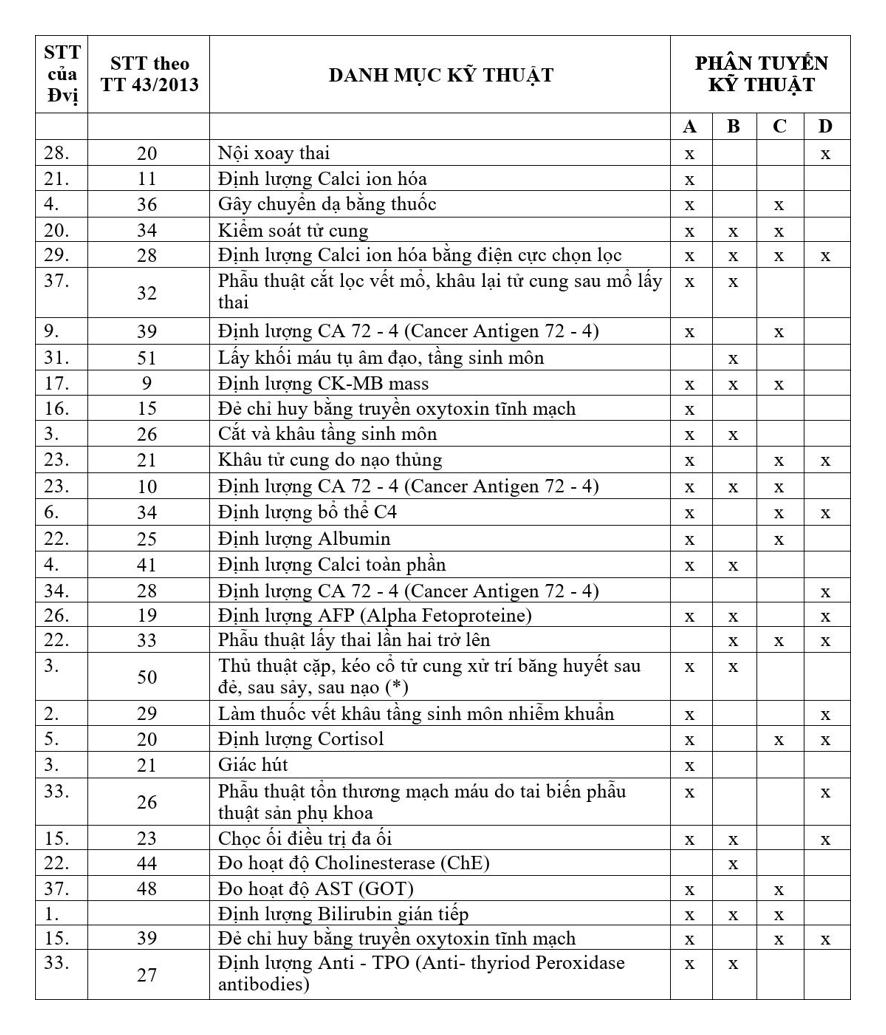 STT của Đvị | STT theo TT 43/2013 | DANH MỤC KỸ THUẬT | PHÂN TUYẾN KỸ THUẬT
A B C D
28. 20 Nội xoay thai x x
21. 11 Định lượng Calci ion hóa x
4. 36 Gây chuyển dạ bằng thuốc x x
20. 34 Kiểm soát tử cung x x x
29. 28 Định lượng Calci ion hóa bằng điện cực chọn lọc x x x x
37. 32 Phẫu thuật cắt lọc vết mổ, khâu lại tử cung sau mổ lấy x x
thai
9. 39 Định lượng CA 72 - 4 (Cancer Antigen 72 - 4) x x
31. 51 Lấy khối máu tụ âm đạo, tầng sinh môn x
17. 9 Định lượng CK-MB mass x x x
16. 15 Đẻ chỉ huy bằng truyền oxytoxin tĩnh mạch x
3. 26 Cắt và khâu tầng sinh môn x x
23. 21 Khâu tử cung do nạo thủng x x x
23. 10 Định lượng CA 72 - 4 (Cancer Antigen 72 - 4) x x x
6. 34 Định lượng bổ thể C4 x x x
22. 25 Định lượng Albumin x x
4. 41 Định lượng Calci toàn phần x x
34. 28 Định lượng CA 72 - 4 (Cancer Antigen 72 - 4) x
26. 19 Định lượng AFP (Alpha Fetoproteine) x x x
22. 33 Phẫu thuật lấy thai lần hai trở lên x x x
3. 50 Thủ thuật cặp, kéo cổ tử cung xử trí băng huyết sau x x
đẻ, sau sảy, sau nạo (*)
2. 29 Làm thuốc vết khâu tầng sinh môn nhiễm khuẩn x x
5. 20 Định lượng Cortisol x x x
3. 21 Giác hút x
33. 26 Phẫu thuật tổn thương mạch máu do tai biến phẫu x x
thuật sản phụ khoa
15. 23 Chọc ối điều trị đa ối x x x
22. 44 Đo hoạt độ Cholinesterase (ChE) x
37. 48 Đo hoạt độ AST (GOT) x x
1. Định lượng Bilirubin gián tiếp x x x
15. 39 Đẻ chỉ huy bằng truyền oxytoxin tĩnh mạch x x x
33. 27 Định lượng Anti - TPO (Anti- thyriod Peroxidase x x
antibodies)